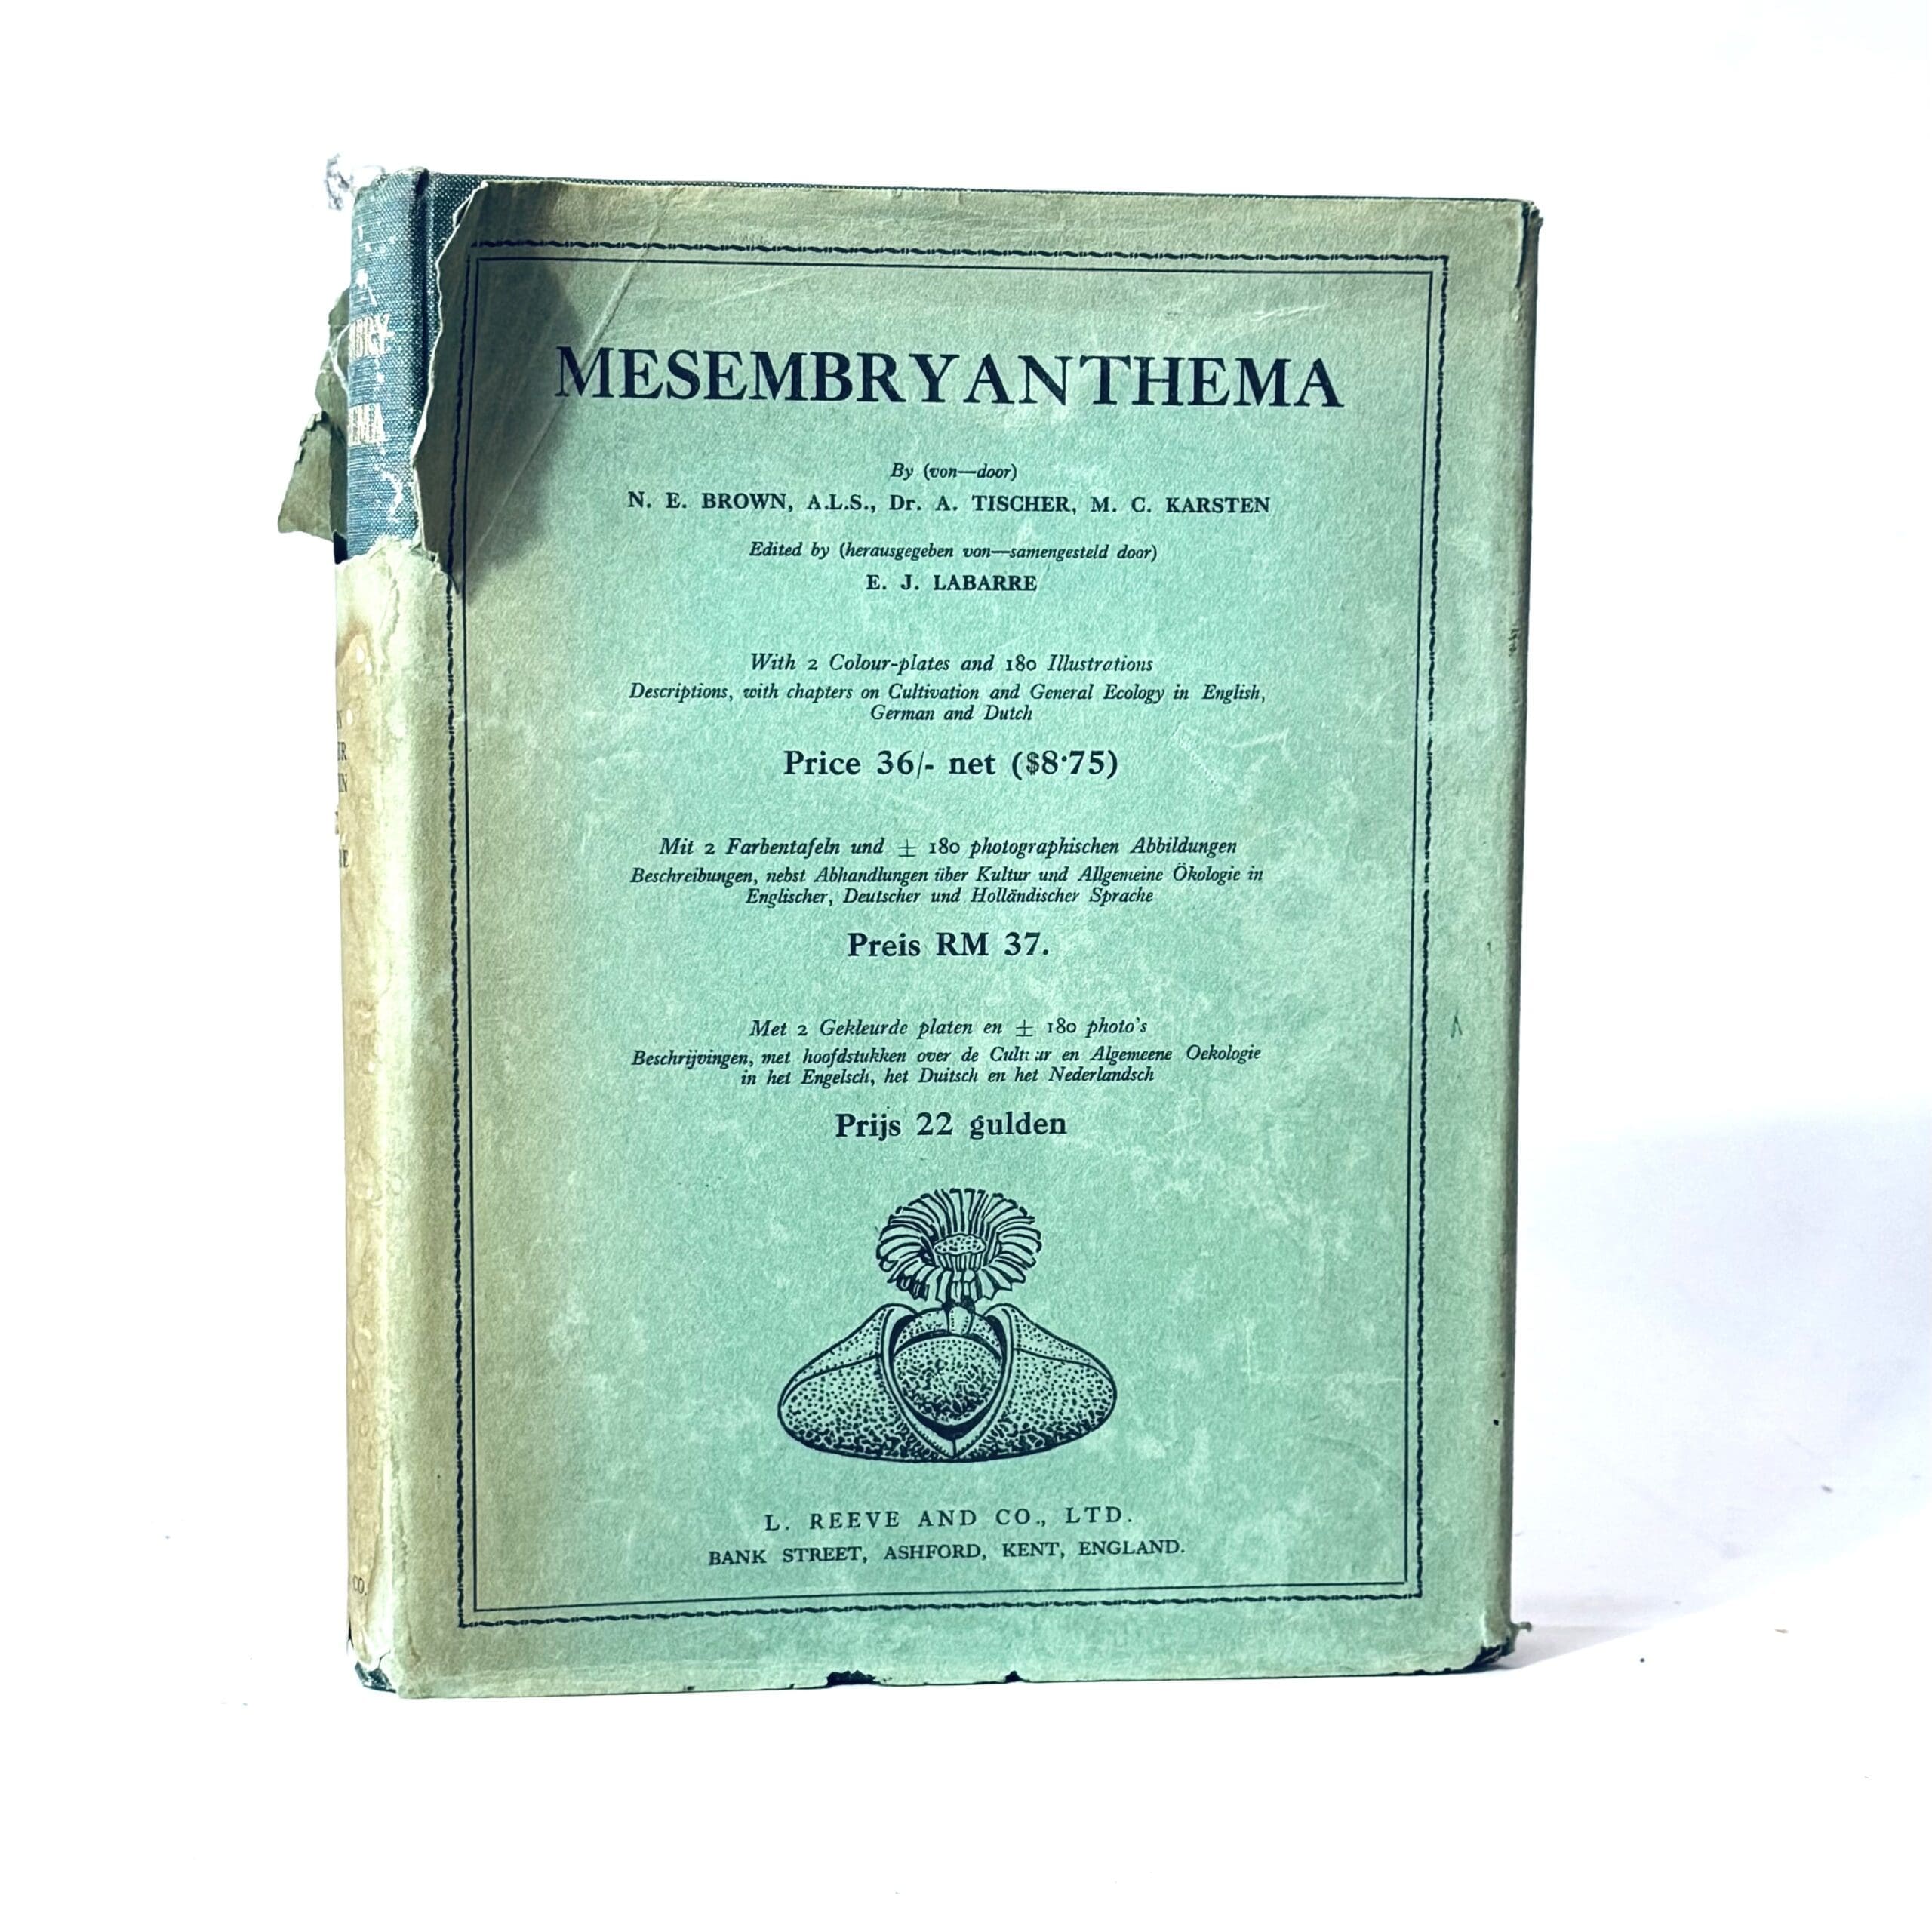 MESEMBRYANTHEMA
By (von—door)
N. E. BROWN, A.L.S., Dr. A. TISCHER, M. C. KARSTEN
Edited by (herausgegeben von—samengesteld door)
E. J. LABARRE
With 2 Colour-plates and 180 Illustrations
Descriptions, with chapters on Cultivation and General Ecology in English,
German and Dutch
Price 36/- net ($8·75)
Mit 2 Farbentafeln und ± 180 photographischen Abbildungen
Beschreibungen, nebst Abhandlungen über Kultur und Allgemeine Ökologie in
Englischer, Deutscher und Holländischer Sprache
Preis RM 37.
Met 2 Gekleurde platen en ± 180 photo's
Beschrijvingen, met hoofdstukken over de Cultuur en Algemeene Oekologie
in het Engelsch, het Duitsch en het Nederlandsch
Prijs 22 gulden
L. REEVE AND CO., LTD.
BANK STREET, ASHFORD, KENT, ENGLAND.
CO.